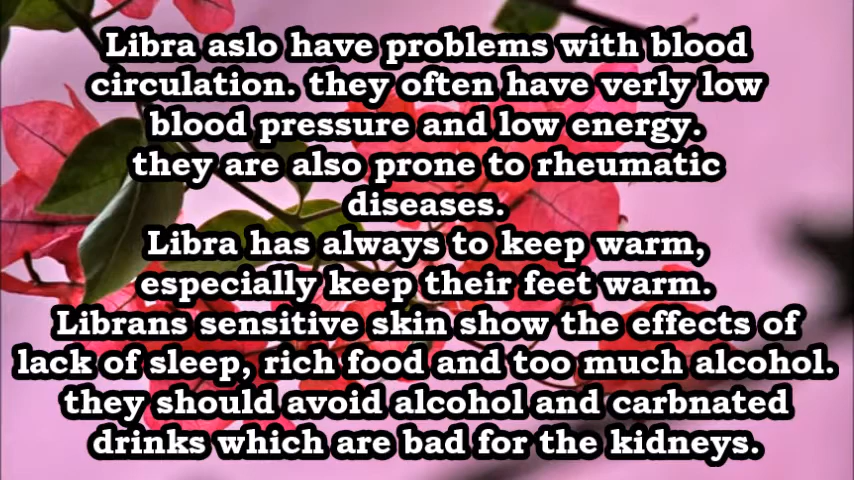 Libra aslo have problems with blood
circulation. they often have verly low
blood pressure and low energy.
they are also prone to rheumatic
diseases.
Libra has always to keep warm,
especially keep their feet warm.
Librans sensitive skin show the effects of
lack of sleep, rich food and too much alcohol.
they should avoid alcohol and carbnated
drinks which are bad for the kidneys.